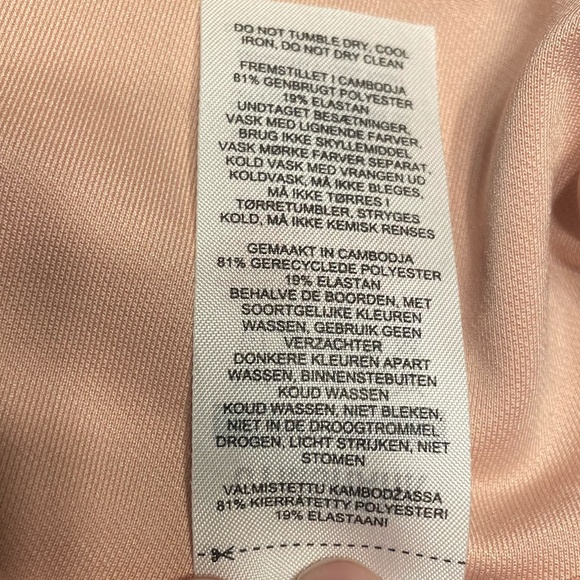 DO NOT TUMBLE DRY, COOL
IRON, DO NOT DRY CLEAN
FREMSTILLET I CAMBODJA
81% GENBRUGT POLYESTER
19% ELASTAN
UNDTAGET BESÆTNINGER,
VASK MED LIGNENDE FARVER,
BRUG IKKE SKYLLEMIDDEL
VASK MØRKE FARVER SEPARAT,
KOLD VASK MED VRANGEN UD
KOLDVASK, MÅ IKKE BLEGES,
MÅ IKKE TØRRES I
TØRRETUMBLER, STRYGES
KOLD, MÅ IKKE KEMISK RENSES
GEMAAKT IN CAMBODJA
81% GERECYCLEDE POLYESTER
19% ELASTAN
BEHALVE DE BOORDEN, MET
SOORTGELIJKE KLEUREN
WASSEN, GEBRUIK GEEN
VERZACHTER
DONKERE KLEUREN APART
WASSEN, BINNENSTEBUITEN
KOUD WASSEN
KOUD WASSEN, NIET BLEKEN,
NIET IN DE DROOGTROMMEL
DROGEN, LICHT STRIJKEN, NIET
STOMEN
VALMISTETTU KAMBODŽASSA
81% KIERRÄTETTY POLYESTERI
19% ELASTAANI